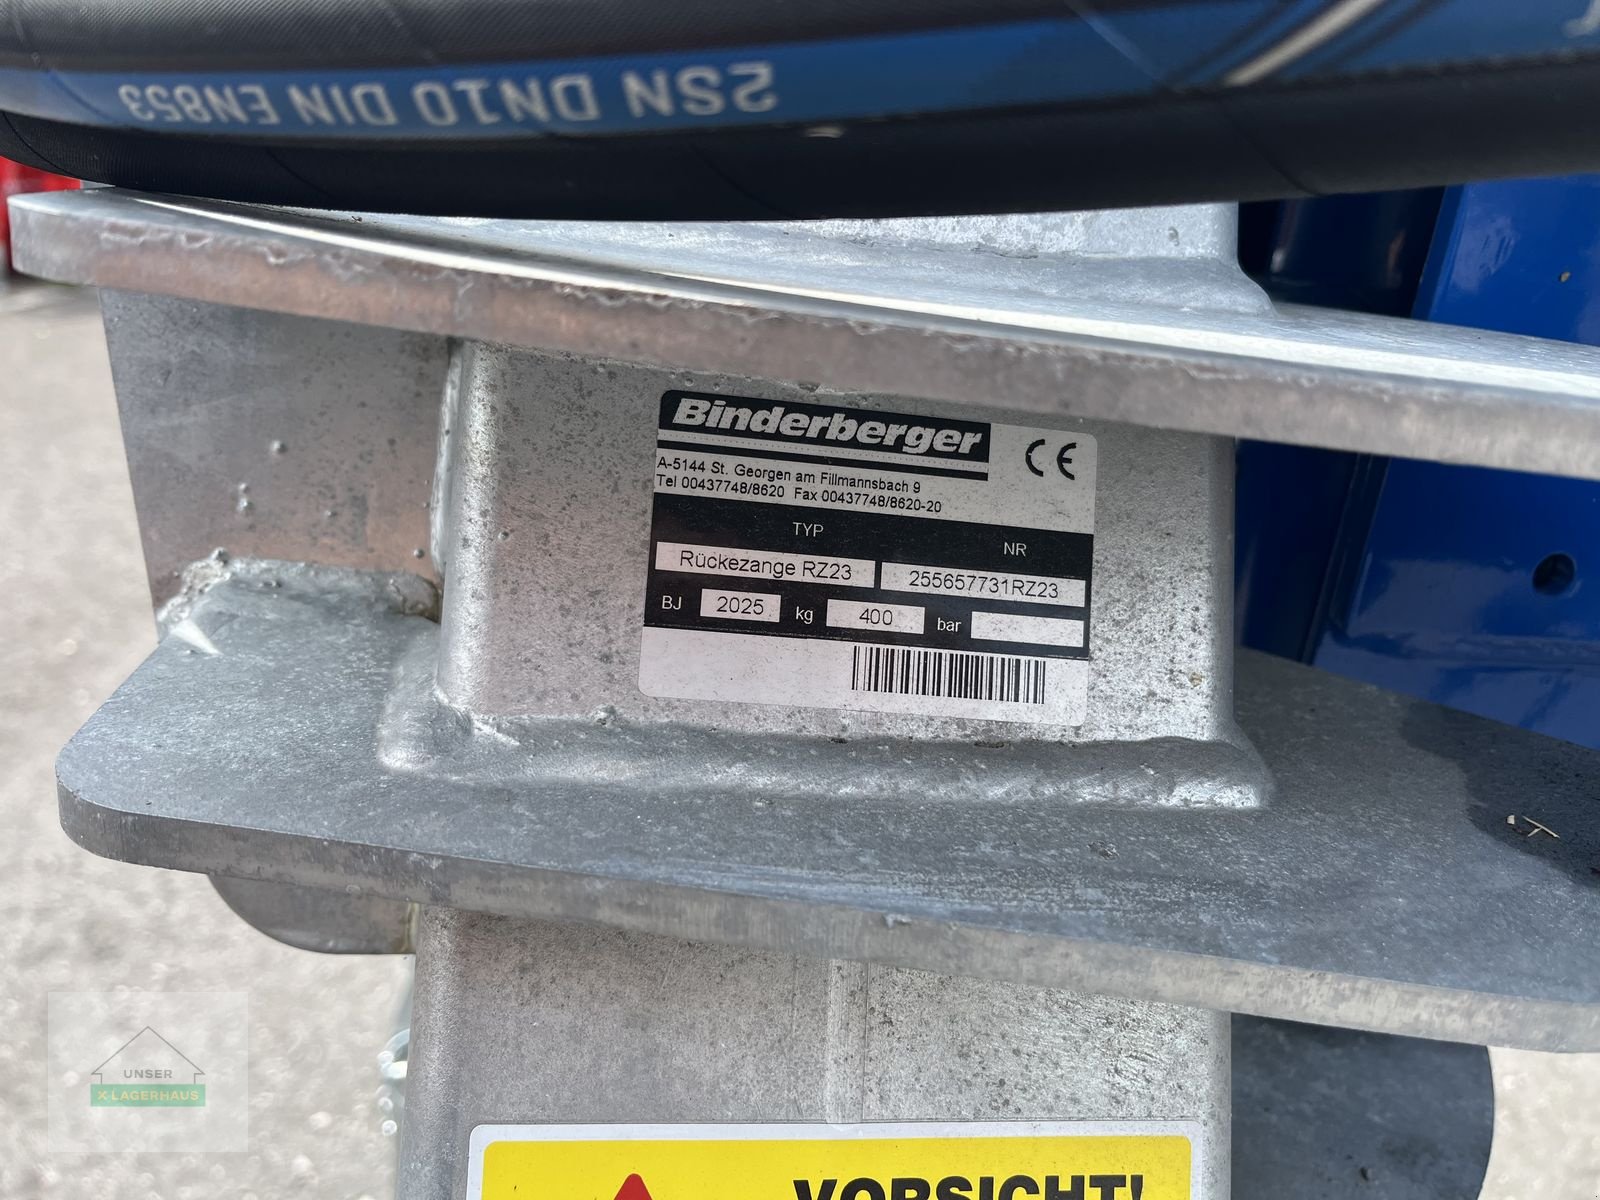 2SN DN10 DIN EN853
Binderberger
CE
A-5144 St. Georgen am Fillmannsbach 9
Tel 00437748/8620 Fax 00437748/8620-20
TYP NR
Rückezange RZ23 255657731RZ23
BJ 2025 kg 400 bar
UNSER
X LAGERHAUS
VORSICHT!